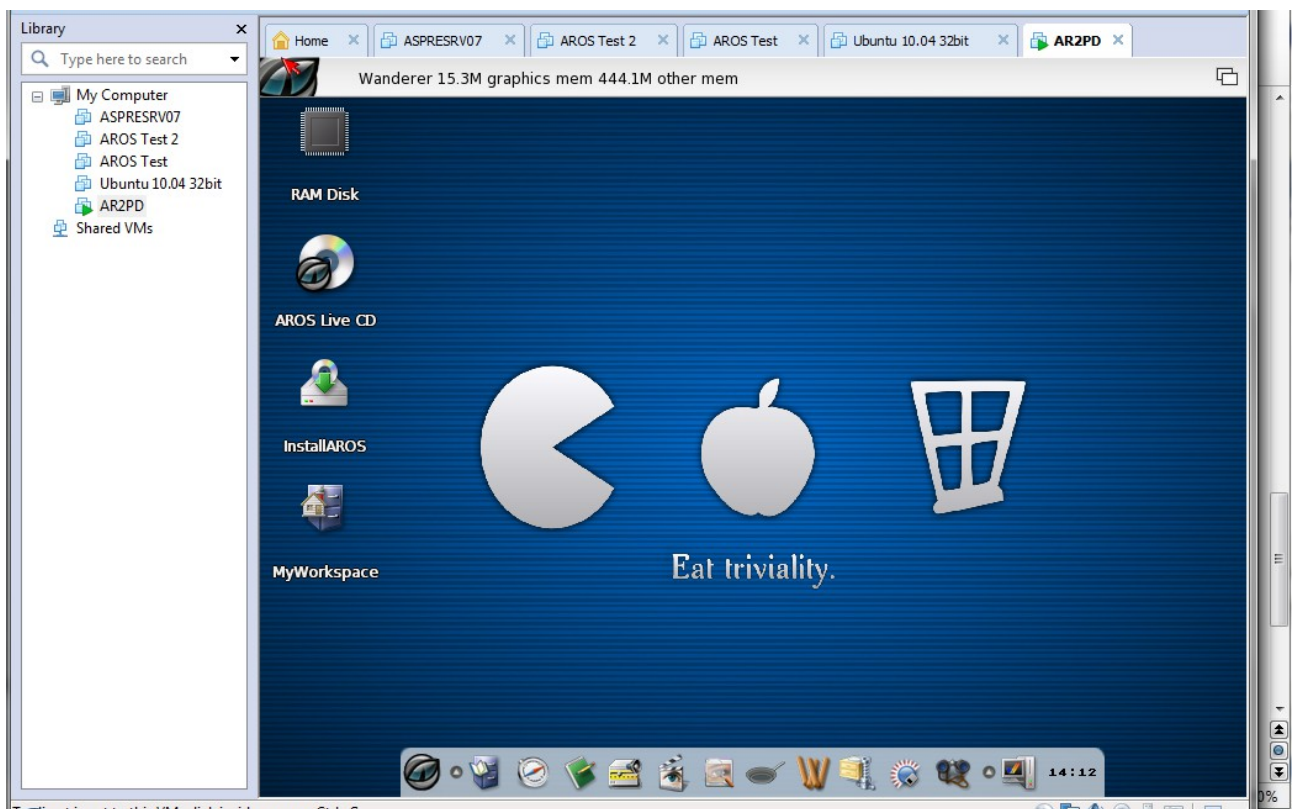 Library
Type here to search
My Computer
ASPRESRV07
AROS Test 2
AROS Test
Ubuntu 10.04 32bit
AR2PD
Shared VMs
Home ASPRESRV07 AROS Test 2 AROS Test Ubuntu 10.04 32bit AR2PD
Wanderer 15.3M graphics mem 444.1M other mem
RAM Disk
AROS Live CD
InstallAROS
MyWorkspace
Eat triviality.
14:12
0%